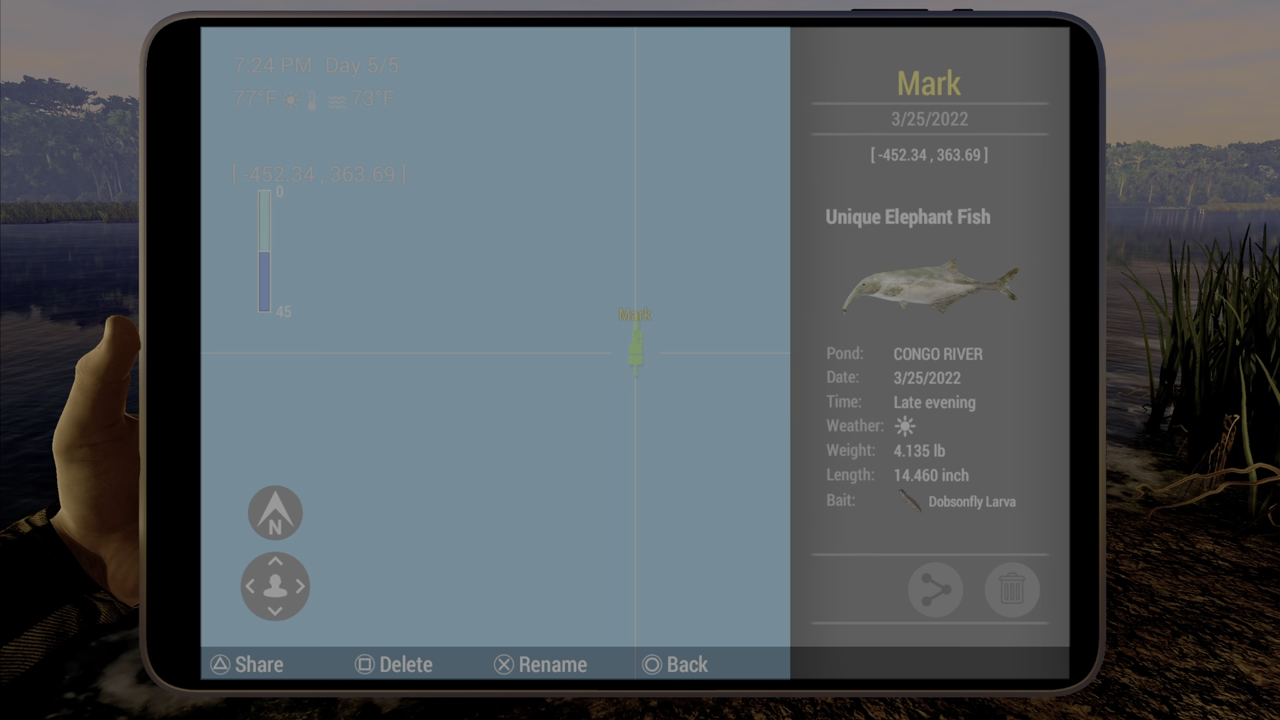 7:24 PM Day 5/5
77°F 73°F
[ -452.34 , 363.69 ]
0
45
Mark
N
Share
Delete
Rename
Back
Mark
3/25/2022
[ -452.34 , 363.69 ]
Unique Elephant Fish
Pond: CONGO RIVER
Date: 3/25/2022
Time: Late evening
Weather:
Weight: 4.135 lb
Length: 14.460 inch
Bait: Dobsonfly Larva